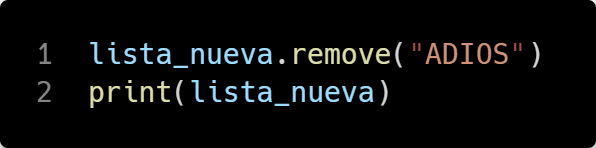 1 lista_nueva.remove("ADIOS")
2 print(lista_nueva)